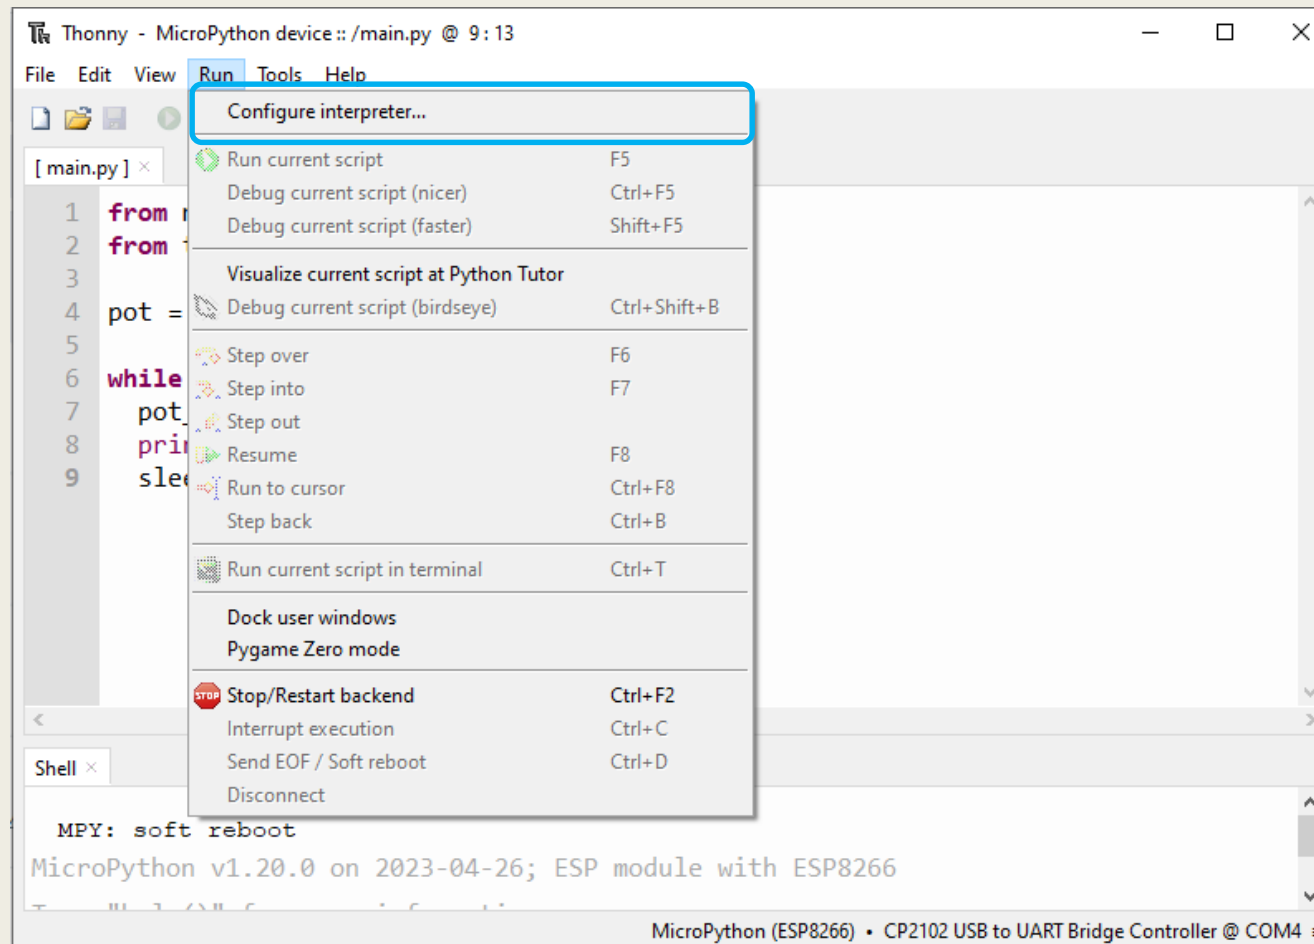 Thonny - MicroPython device :: /main.py @ 9 : 13
File Edit View Run Tools Help
Configure interpreter...
[ main.py ] ×
Run current script F5
Debug current script (nicer) Ctrl+F5
Debug current script (faster) Shift+F5
Visualize current script at Python Tutor
Debug current script (birdseye) Ctrl+Shift+B
Step over F6
Step into F7
Step out
Resume F8
Run to cursor Ctrl+F8
Step back Ctrl+B
Run current script in terminal Ctrl+T
Dock user windows
Pygame Zero mode
STOP Stop/Restart backend Ctrl+F2
Interrupt execution Ctrl+C
Send EOF / Soft reboot Ctrl+D
Disconnect
1 from
2 from
3
4 pot =
5
6 while
7 pot_
8
9
Shell ×
MPY: soft reboot
MicroPython v1.20.0 on 2023-04-26; ESP module with ESP8266
MicroPython (ESP8266) • CP2102 USB to UART Bridge Controller @ COM4